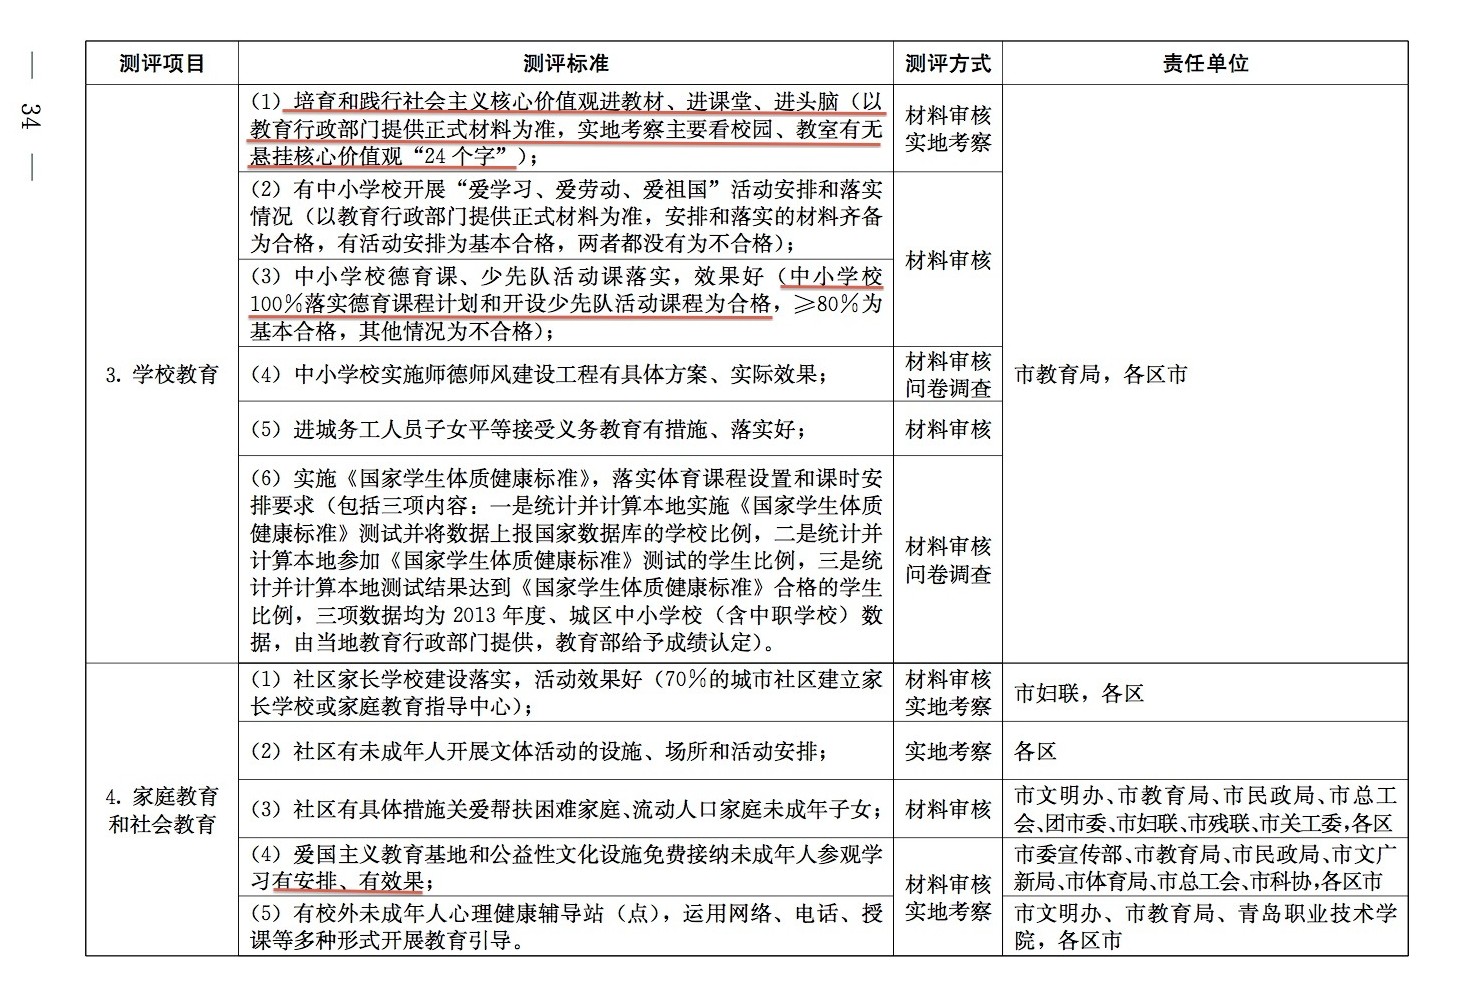 — 34 —
测评项目 测评标准 测评方式 责任单位
3. 学校教育
(1) 培育和践行社会主义核心价值观进教材、进课堂、进头脑（以
教育行政部门提供正式材料为准，实地考察主要看校园、教室有无
悬挂核心价值观“24个字”）；
材料审核
实地考察
(2) 有中小学校开展“爱学习、爱劳动、爱祖国”活动安排和落实
情况（以教育行政部门提供正式材料为准，安排和落实的材料齐备
为合格，有活动安排为基本合格，两者都没有为不合格）；
(3) 中小学校德育课、少先队活动课落实，效果好（中小学校
100％落实德育课程计划和开设少先队活动课程为合格，≥80％为
基本合格，其他情况为不合格）；
材料审核
(4) 中小学校实施师德师风建设工程有具体方案、实际效果；
材料审核
问卷调查
(5) 进城务工人员子女平等接受义务教育有措施、落实好；
材料审核
(6) 实施《国家学生体质健康标准》，落实体育课程设置和课时安
排要求（包括三项内容：一是统计并计算本地实施《国家学生体质
健康标准》测试并将数据上报国家数据库的学校比例，二是统计并
计算本地参加《国家学生体质健康标准》测试的学生比例，三是统
计并计算本地测试结果达到《国家学生体质健康标准》合格的学生
比例，三项数据均为 2013 年度、城区中小学校（含中职学校）数
据，由当地教育行政部门提供，教育部给予成绩认定）。
材料审核
问卷调查
市教育局，各区市
4. 家庭教育
和社会教育
(1) 社区家长学校建设落实，活动效果好（70％的城市社区建立家
长学校或家庭教育指导中心）；
材料审核
实地考察
市妇联，各区
(2) 社区有未成年人开展文体活动的设施、场所和活动安排；
实地考察
各区
(3) 社区有具体措施关爱帮扶困难家庭、流动人口家庭未成年子女；
材料审核
市文明办、市教育局、市民政局、市总工
会、团市委、市妇联、市残联、市关工委，各区
(4) 爱国主义教育基地和公益性文化设施免费接纳未成年人参观学
习有安排、有效果；
市委宣传部、市教育局、市民政局、市文广
新局、市体育局、市总工会、市科协，各区市
(5) 有校外未成年人心理健康辅导站（点），运用网络、电话、授
课等多种形式开展教育引导。
材料审核
实地考察
市文明办、市教育局、青岛职业技术学
院，各区市